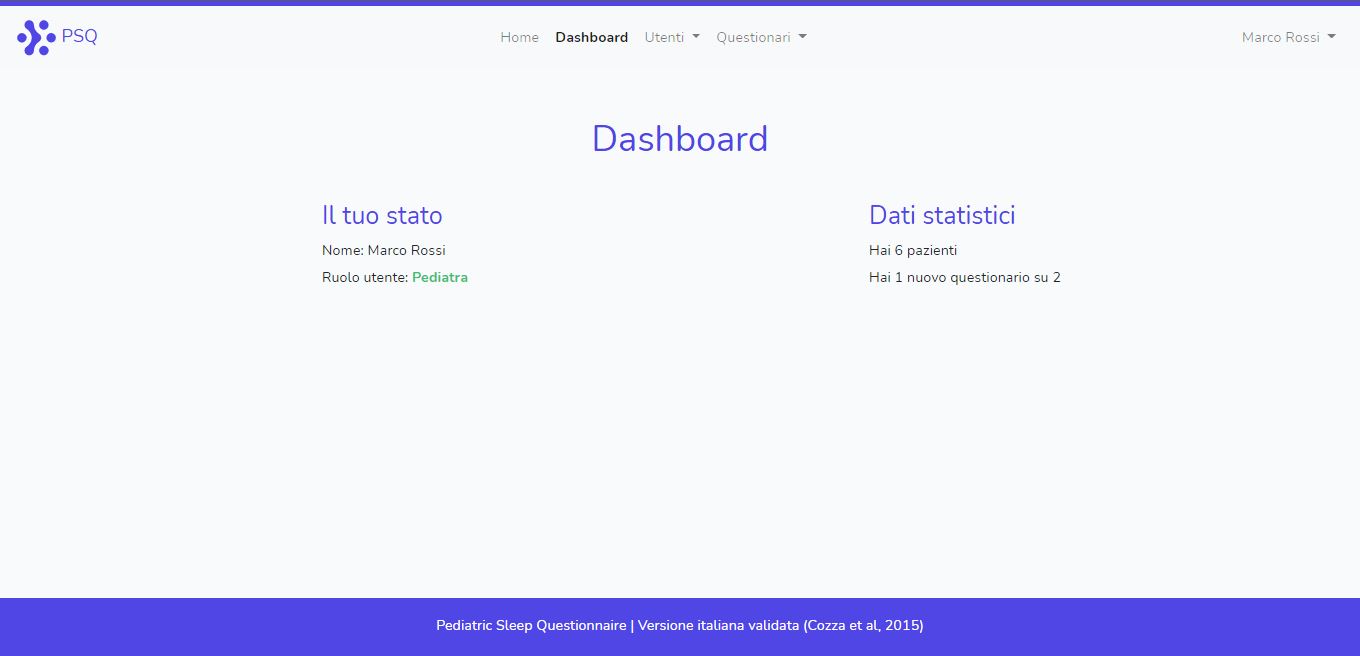 PSQ
Home Dashboard Utenti Questionari Marco Rossi
Dashboard
Il tuo stato
Nome: Marco Rossi
Ruolo utente: Pediatra
Dati statistici
Hai 6 pazienti
Hai 1 nuovo questionario su 2
Pediatric Sleep Questionnaire | Versione italiana validata (Cozza et al, 2015)